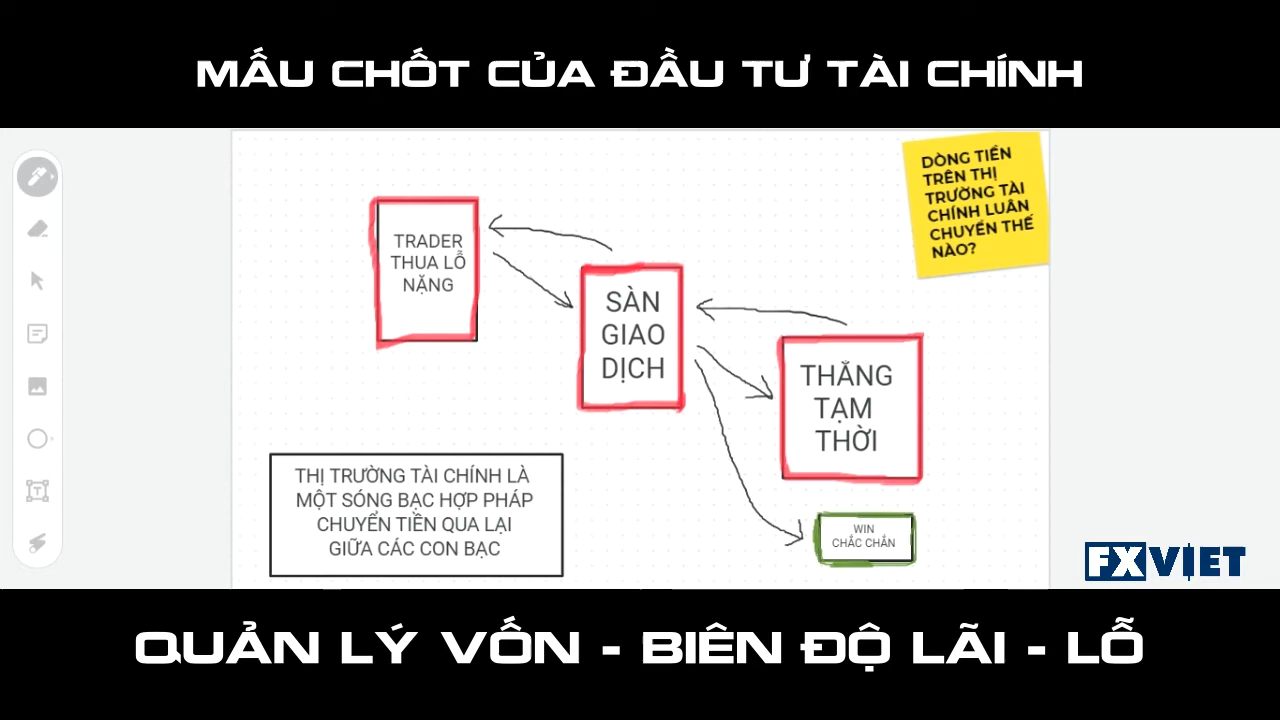 MẤU CHỐT CỦA ĐẦU TƯ TÀI CHÍNH
DÒNG TIỀN
TRÊN THỊ
TRƯỜNG TÀI
CHÍNH LUÂN
CHUYỂN THẾ
NÀO?
TRADER
THUA LỖ
NẶNG
SÀN
GIAO
DỊCH
THẮNG
TẠM
THỜI
THỊ TRƯỜNG TÀI CHÍNH LÀ
MỘT SÓNG BẠC HỢP PHÁP
CHUYỂN TIỀN QUA LẠI
GIỮA CÁC CON BẠC
WIN
CHẮC CHẮN
FXVIET
QUẢN LÝ VỐN - BIÊN ĐỘ LÃI - LỖ